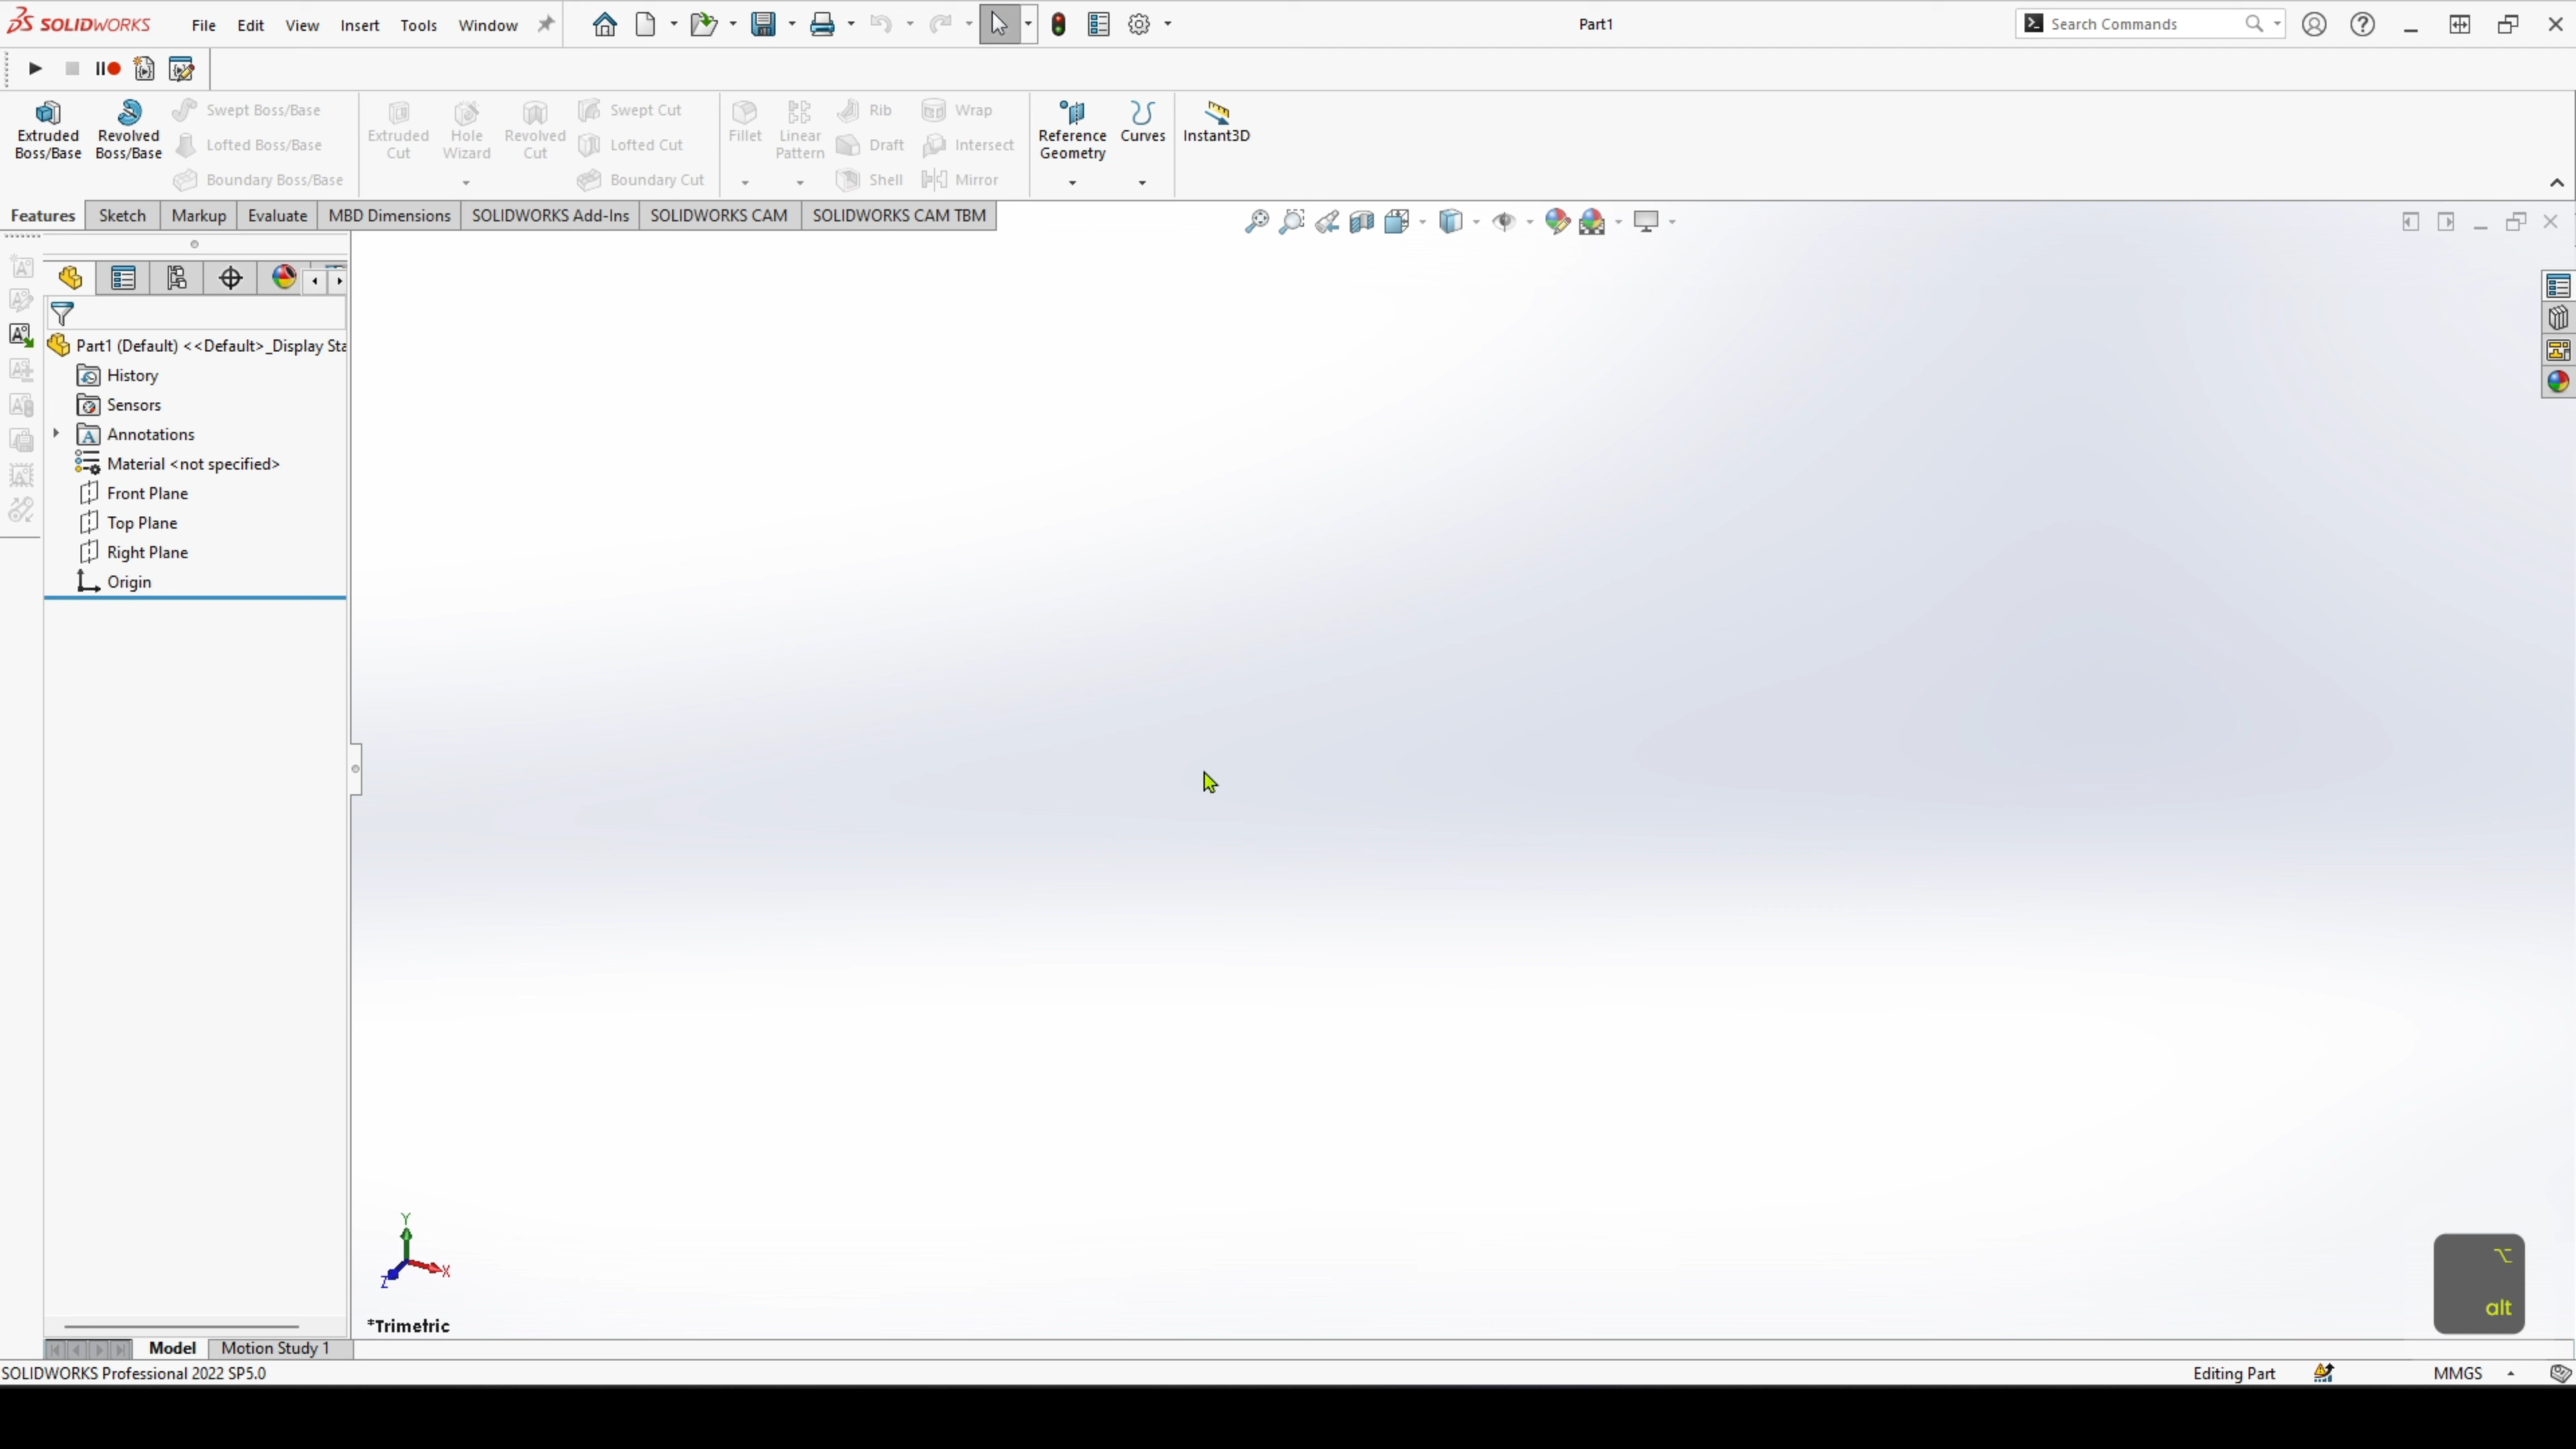 SOLIDWORKS File Edit View Insert Tools Window Part1 Search Commands
Extruded Boss/Base
Revolved Boss/Base
Swept Boss/Base
Lofted Boss/Base
Boundary Boss/Base
Extruded Cut
Hole Wizard
Revolved Cut
Swept Cut
Lofted Cut
Boundary Cut
Fillet
Linear Pattern
Rib
Draft
Shell
Wrap
Intersect
Mirror
Reference Geometry
Curves
Instant3D
Features Sketch Markup Evaluate MBD Dimensions SOLIDWORKS Add-Ins SOLIDWORKS CAM SOLIDWORKS CAM TBM
Part1 (Default) <<Default>_Display Sta
History
Sensors
Annotations
Material <not specified>
Front Plane
Top Plane
Right Plane
Origin
Y
X
Z
*Trimetric
alt
Model Motion Study 1
SOLIDWORKS Professional 2022 SP5.0 Editing Part MMGS